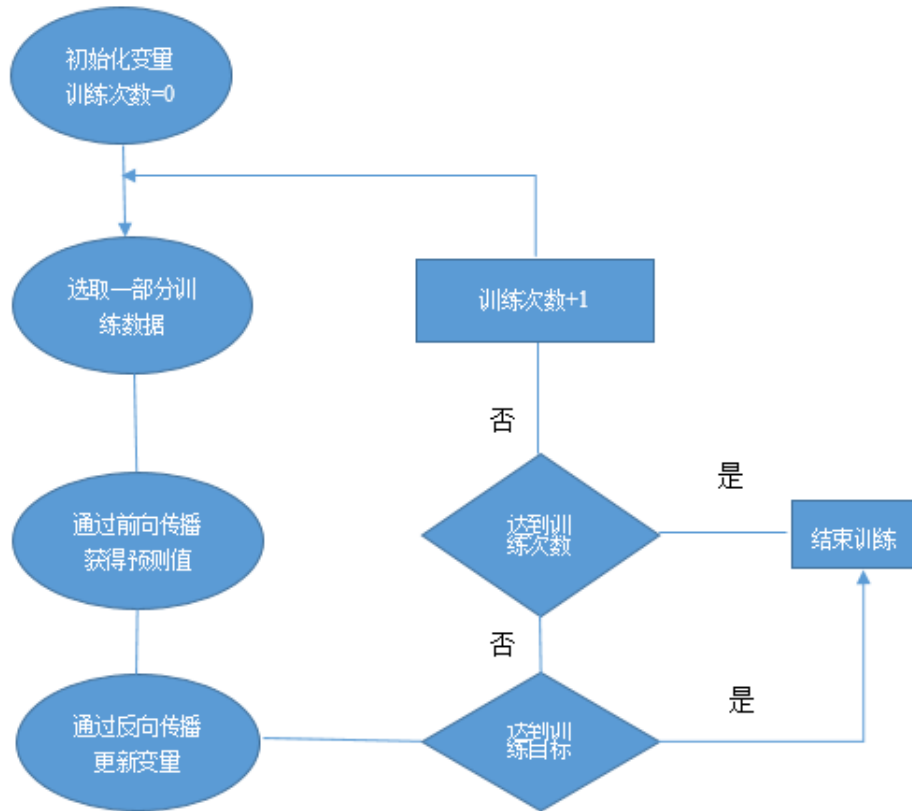 初始化变量
训练次数=0
选取一部分训
练数据
通过前向传播
获得预测值
通过反向传播
更新变量
达到训
练目标
是
否
达到训
练次数
是
结束训练
否
训练次数+1